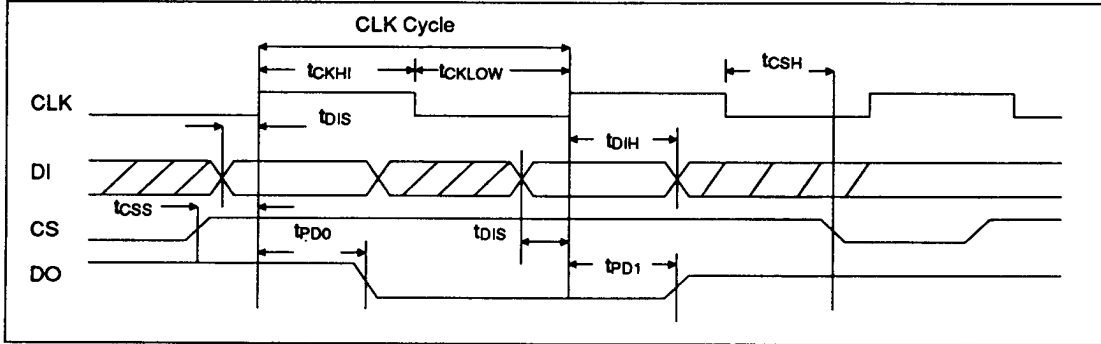 CLK Cycle
tCKHI
tCKLOW
tCSH
CLK
tDIS
tDIH
DI
tCSS
CS
tPD0
tDIS
tPD1
DO